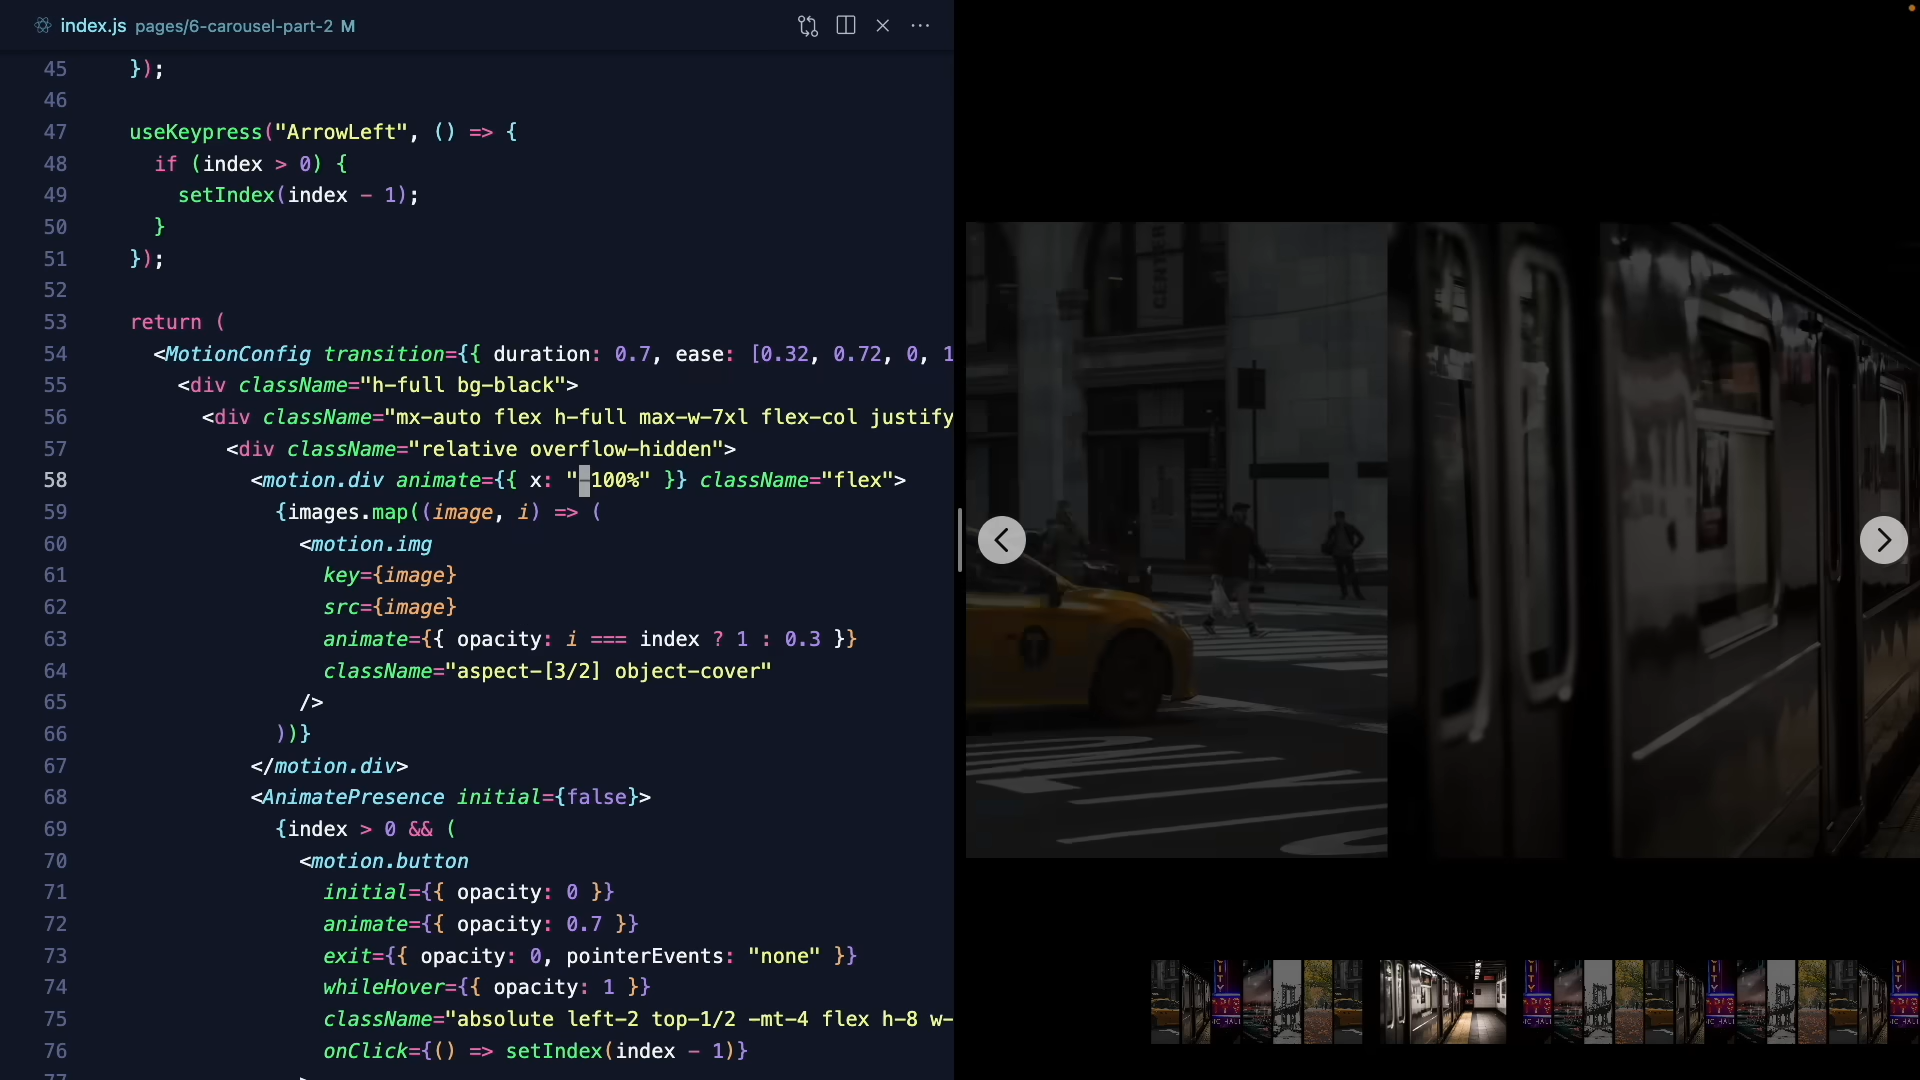 index.js pages/6-carousel-part-2 M
45 });
46
47 useKeypress("ArrowLeft", () => {
48 if (index > 0) {
49 setIndex(index - 1);
50 }
51 });
52
53 return (
54 <MotionConfig transition={{ duration: 0.7, ease: [0.32, 0.72, 0, 1
55 <div className="h-full bg-black">
56 <div className="mx-auto flex h-full max-w-7xl flex-col justify
57 <div className="relative overflow-hidden">
58 <motion.div animate={{ x: "-100%" }} className="flex">
59 {images.map((image, i) => (
60 <motion.img
61 key={image}
62 src={image}
63 animate={{ opacity: i === index ? 1 : 0.3 }}
64 className="aspect-[3/2] object-cover"
65 />
66 ))}
67 </motion.div>
68 <AnimatePresence initial={false}>
69 {index > 0 && (
70 <motion.button
71 initial={{ opacity: 0 }}
72 animate={{ opacity: 0.7 }}
73 exit={{ opacity: 0, pointerEvents: "none" }}
74 whileHover={{ opacity: 1 }}
75 className="absolute left-2 top-1/2 -mt-4 flex h-8 w-
76 onClick={() => setIndex(index - 1)}
CENTER